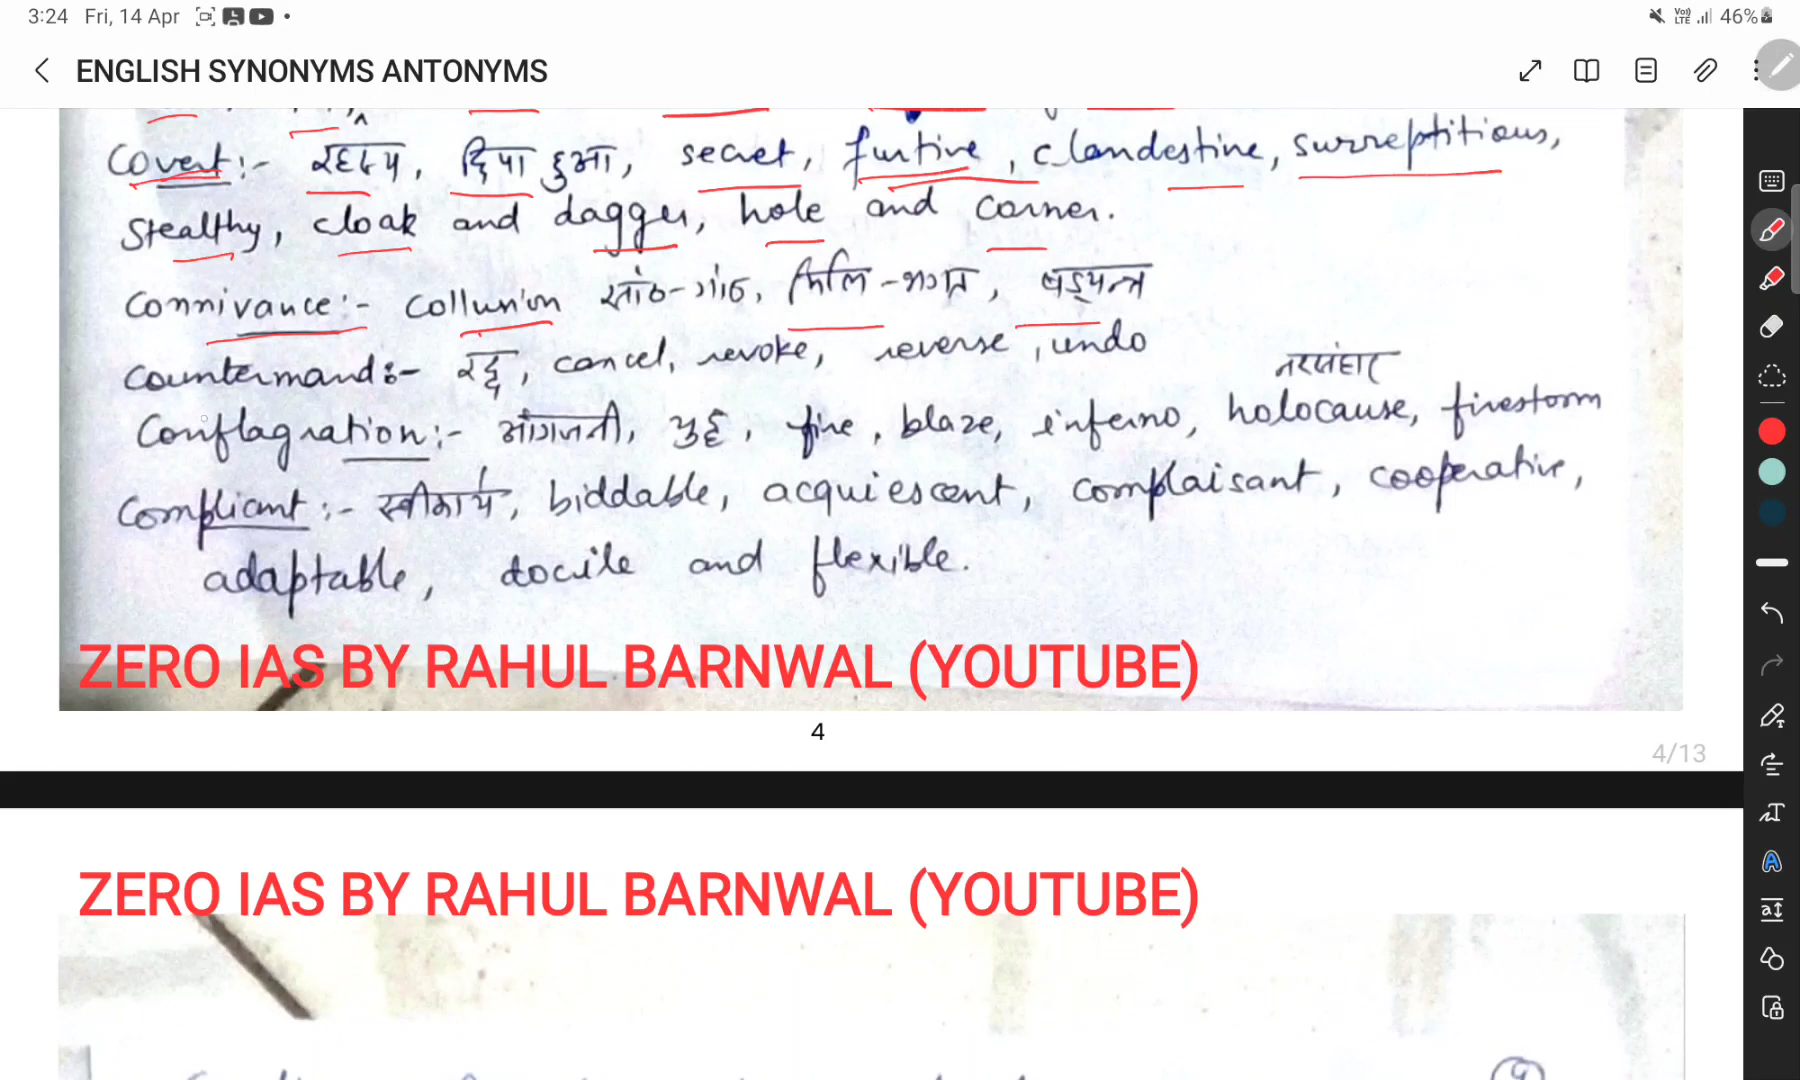 3:24 Fri, 14 Apr 46%
ENGLISH SYNONYMS ANTONYMS
Covert:- रहस्य, छिपा हुआ, secret, furtive, clandestine, surreptitious,
Stealthy, cloak and dagger, hole and corner.
Connivance:- Collusion सांठ-गांठ, मिलि-भगत, षड्यन्त्र
Countermand:- रद्द, cancel, revoke, reverse, undo
नरसंहार
Conflagration:- आगजनी, युद्ध, fire, blaze, inferno, holocause, firestorm
Compliant:- स्वीकार्य, biddable, acquiescent, complaisant, cooperative,
adaptable, docile and flexible.
ZERO IAS BY RAHUL BARNWAL (YOUTUBE)
4
4/13
ZERO IAS BY RAHUL BARNWAL (YOUTUBE)